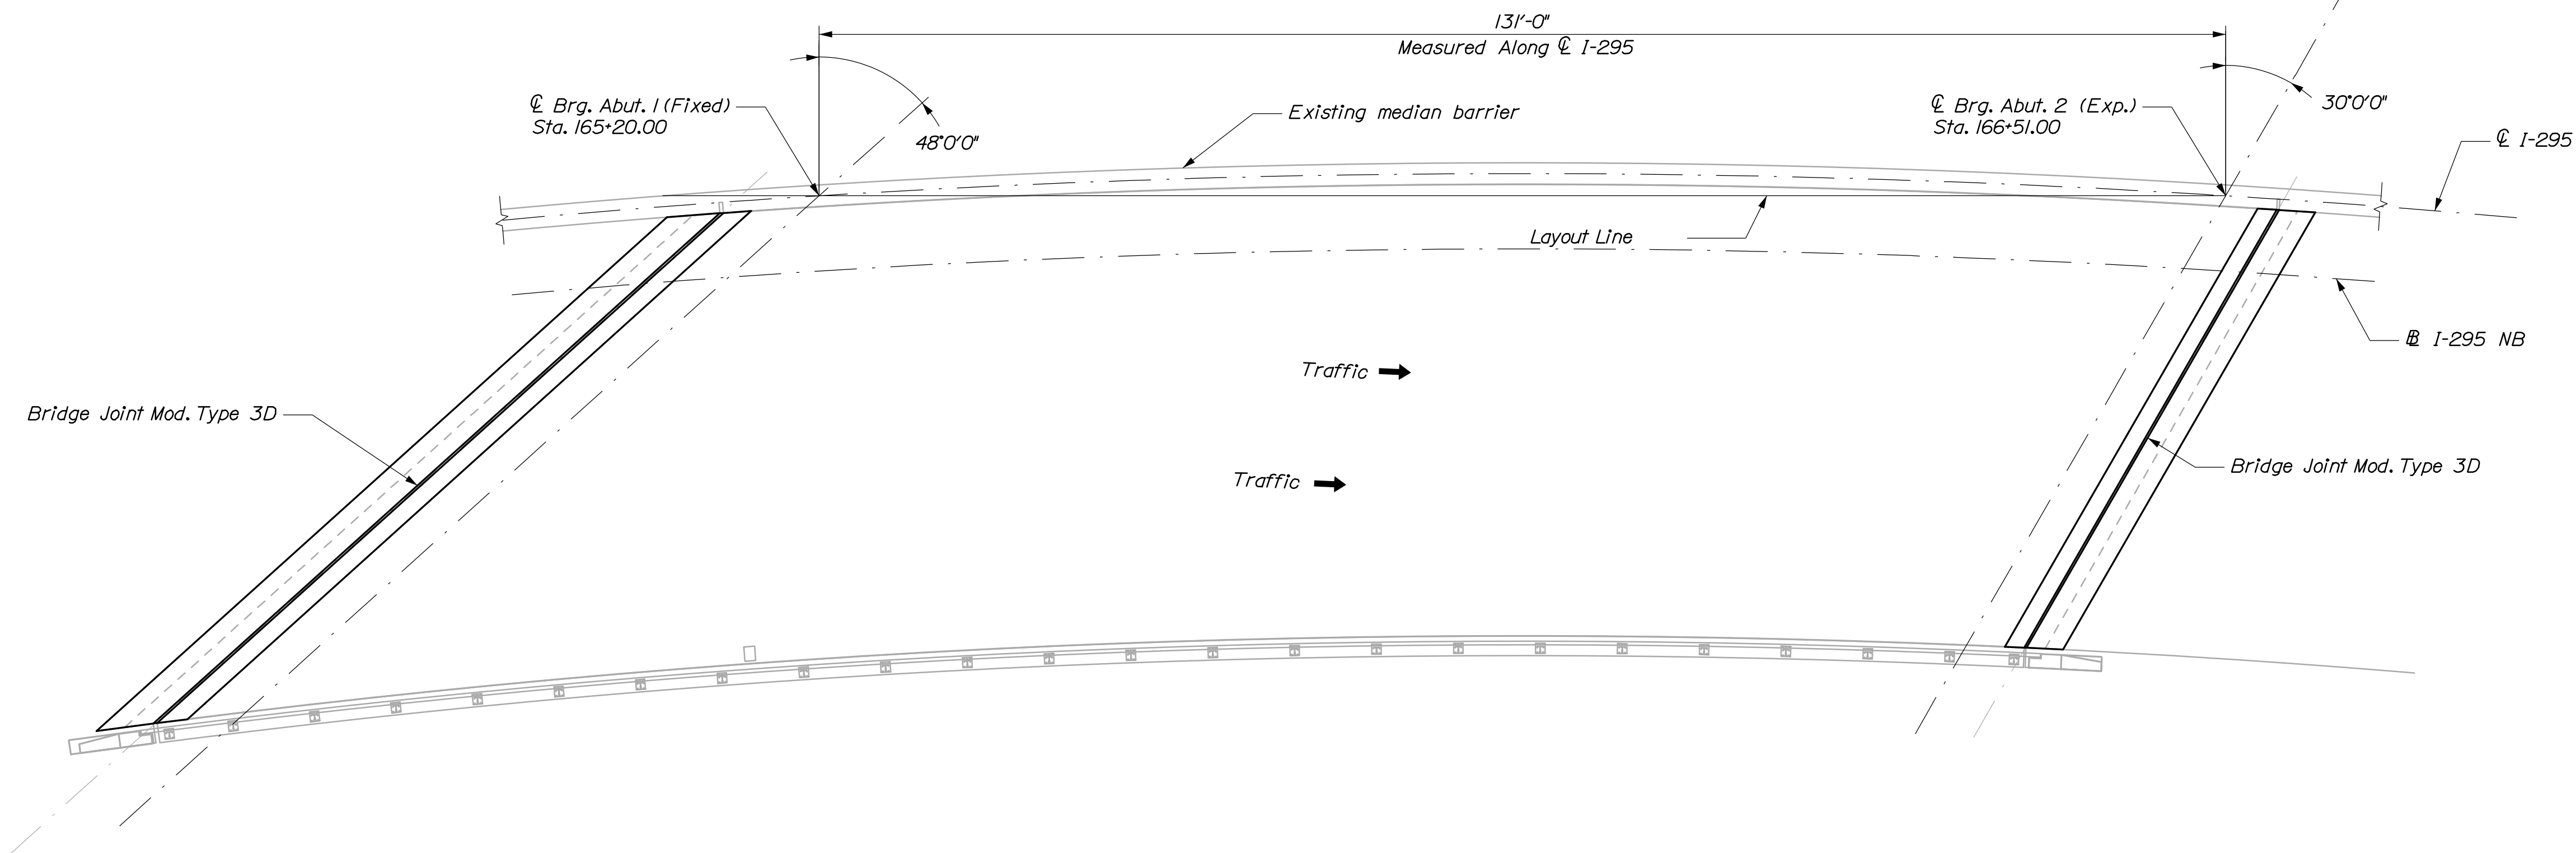 131'-0"
Measured Along ℄ I-295
℄ Brg. Abut. 1 (Fixed)
Sta. 165+20.00
48°0'0"
Existing median barrier
℄ Brg. Abut. 2 (Exp.)
Sta. 166+51.00
30°0'0"
℄ I-295
Layout Line
BL I-295 NB
Traffic
Bridge Joint Mod. Type 3D
Bridge Joint Mod. Type 3D
Traffic